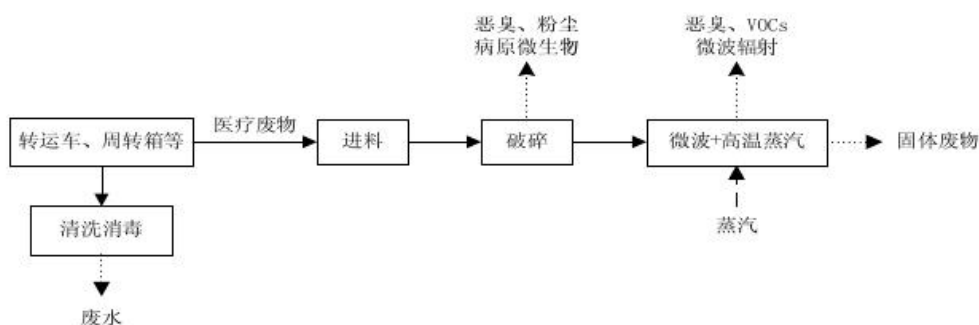 恶臭、粉尘
病原微生物
恶臭、VOCs
微波辐射
转运车、周转箱等
医疗废物
进料
破碎
微波+高温蒸汽
固体废物
清洗消毒
蒸汽
废水